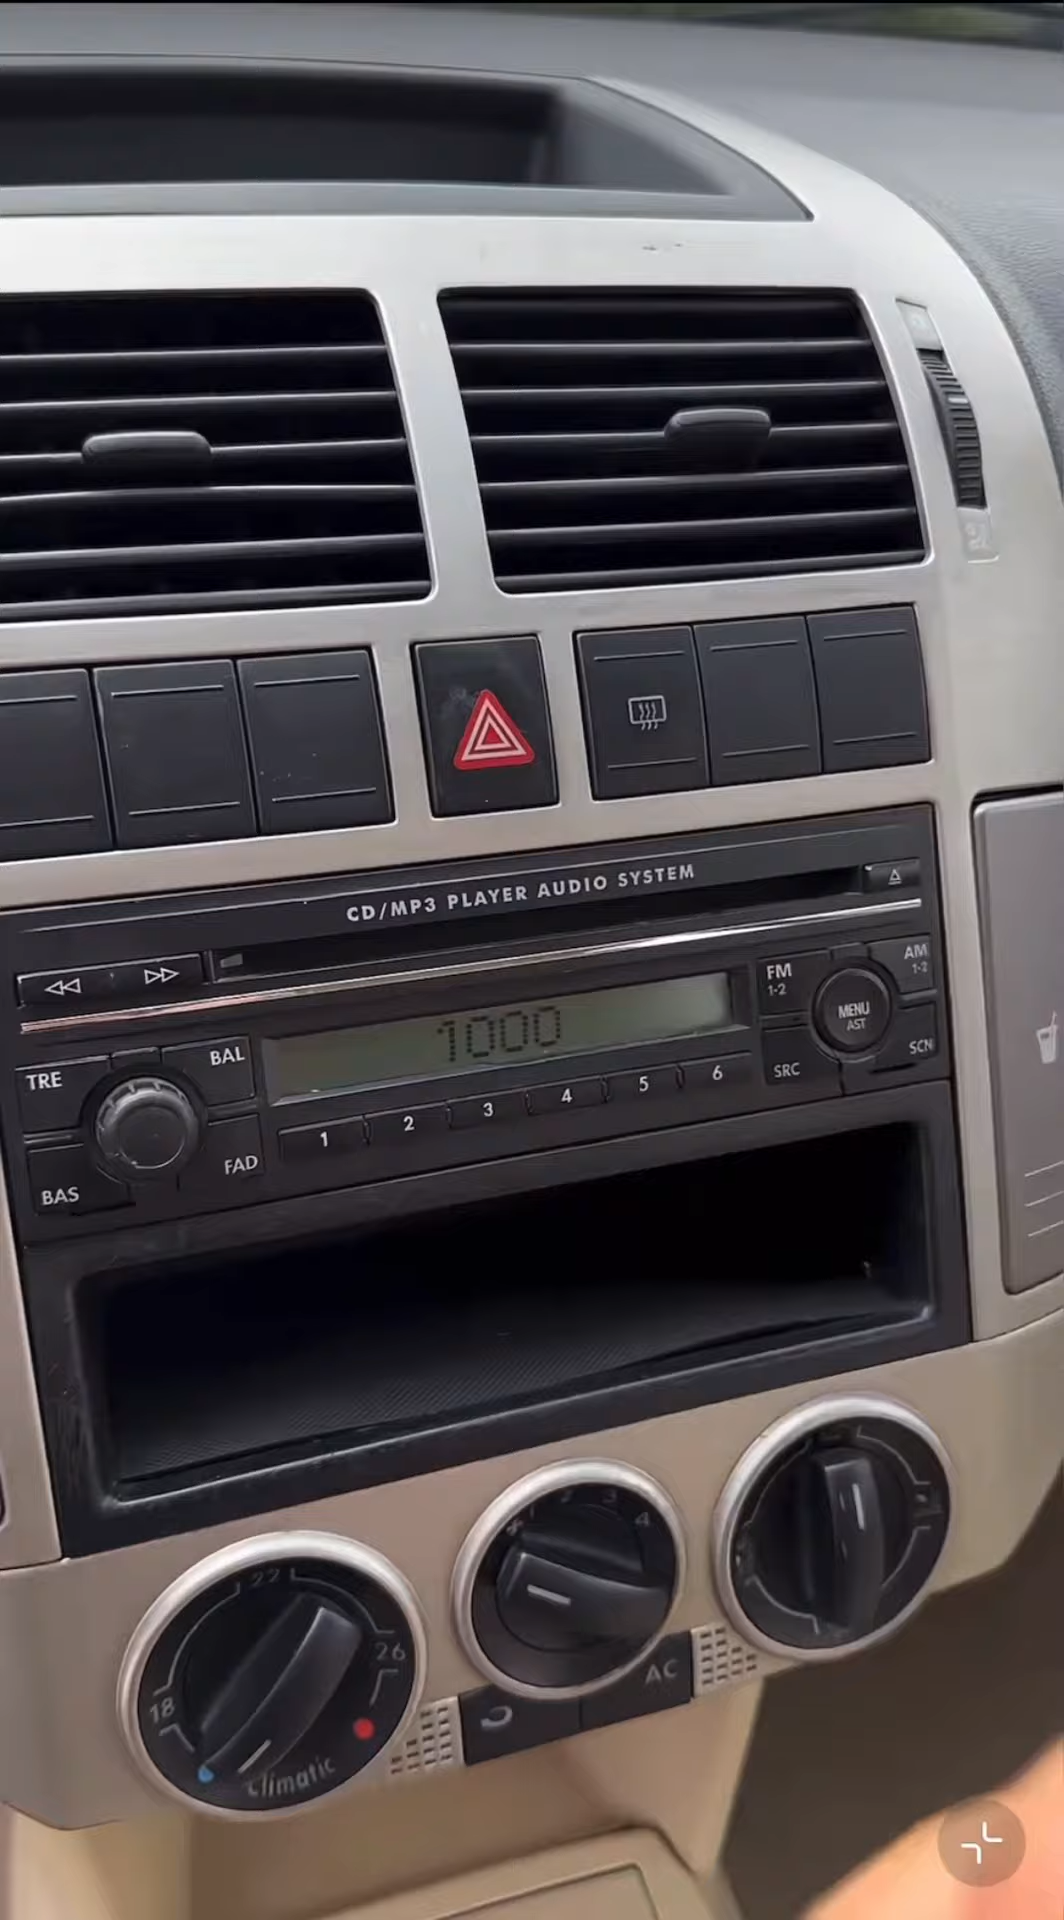 CD/MP3 PLAYER AUDIO SYSTEM
FM
1-2
AM
1-2
MENU
AST
1000
TRE
BAL
SRC
SCN
BAS
FAD
1 2 3 4 5 6
4
22
26
18
AC
Climatic